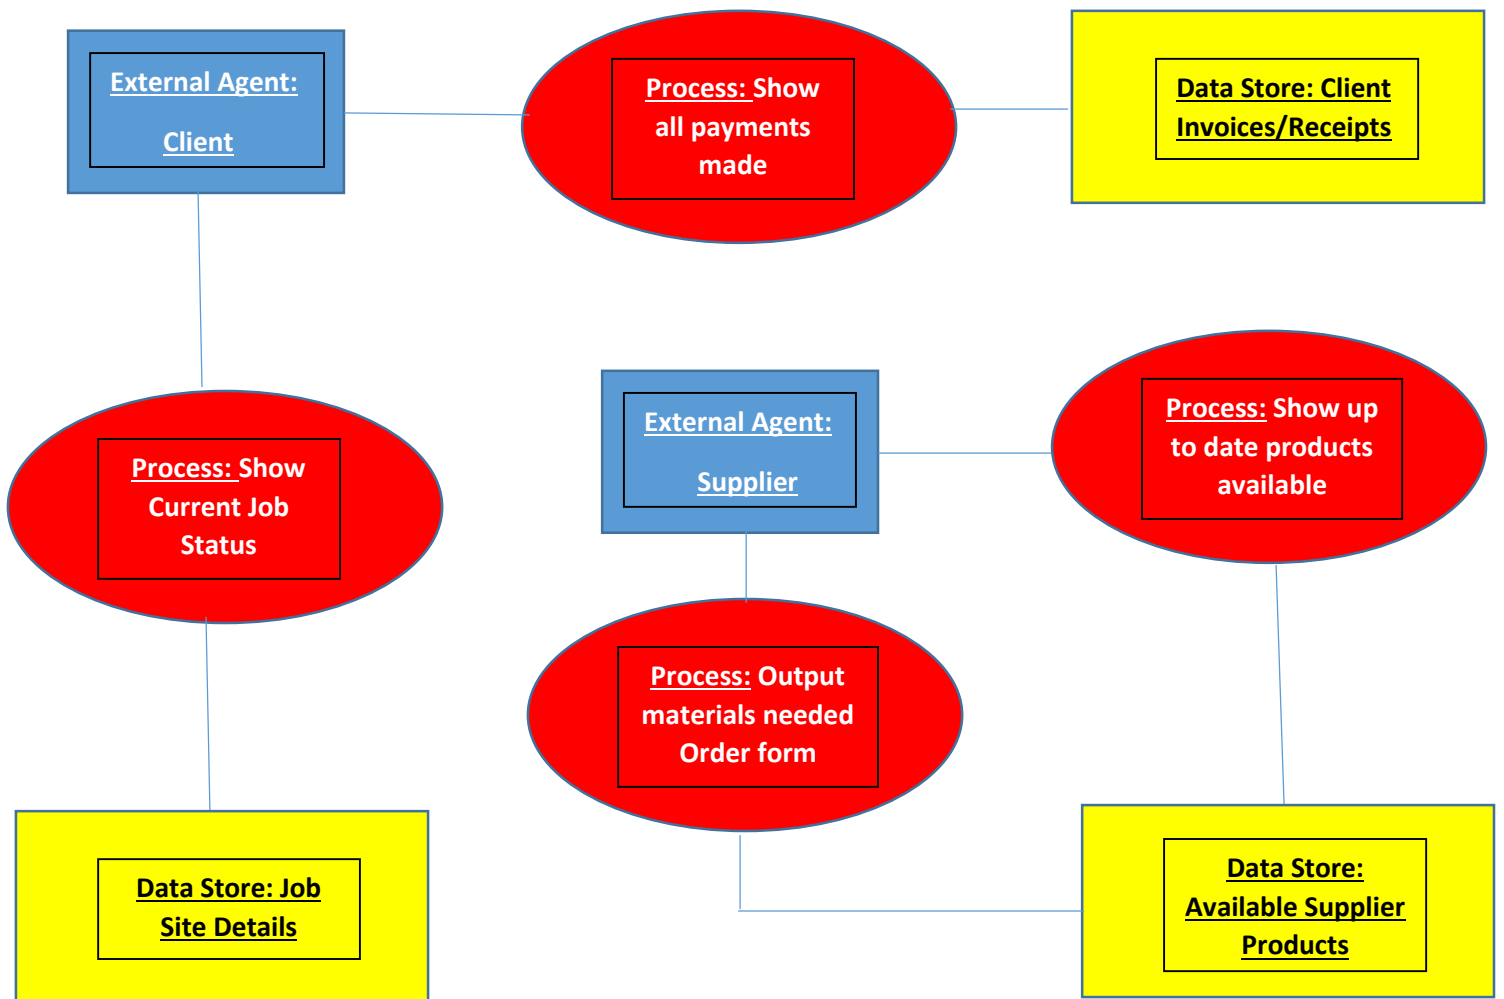 External Agent:
Client
Process: Show
all payments
made
Data Store: Client
Invoices/Receipts
Process: Show
Current Job
Status
External Agent:
Supplier
Process: Show up
to date products
available
Process: Output
materials needed
Order form
Data Store: Job
Site Details
Data Store:
Available Supplier
Products